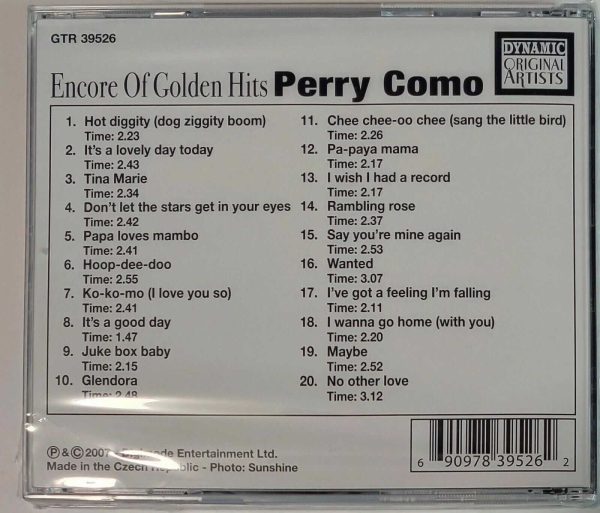 GTR 39526
DYNAMIC
ORIGINAL
ARTISTS
Encore Of Golden Hits Perry Como
1. Hot diggity (dog ziggity boom)
Time: 2.23
2. It's a lovely day today
Time: 2.43
3. Tina Marie
Time: 2.34
4. Don't let the stars get in your eyes
Time: 2.42
5. Papa loves mambo
Time: 2.41
6. Hoop-dee-doo
Time: 2.55
7. Ko-ko-mo (I love you so)
Time: 2.41
8. It's a good day
Time: 1.47
9. Juke box baby
Time: 2.15
10. Glendora
Time: 2.48
11. Chee chee-oo chee (sang the little bird)
Time: 2.26
12. Pa-paya mama
Time: 2.17
13. I wish I had a record
Time: 2.17
14. Rambling rose
Time: 2.37
15. Say you're mine again
Time: 2.53
16. Wanted
Time: 3.07
17. I've got a feeling I'm falling
Time: 2.11
18. I wanna go home (with you)
Time: 2.20
19. Maybe
Time: 2.52
20. No other love
Time: 3.12
Ⓟ & © 2007 Entertainment Ltd.
Made in the Czech Republic - Photo: Sunshine
6 90978 39526 2